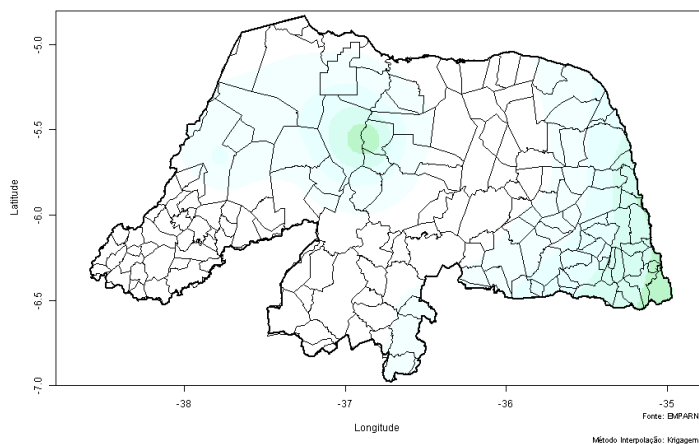 -5.0
-5.5
-6.0
-6.5
-7.0
Latitude
-38
-37
-36
-35
Longitude
Fonte: EMPARN
Método Interpolação: Krigagem